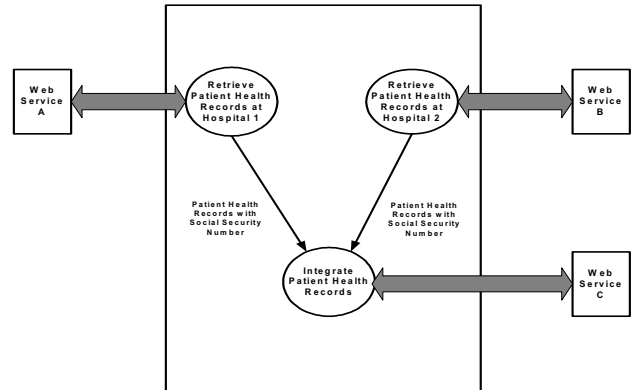 Web
Service
A
Retrieve
Patient Health
Records at
Hospital 1
Retrieve
Patient Health
Records at
Hospital 2
Web
Service
B
Patient Health
Records with
Social Security
Number
Patient Health
Records with
Social Security
Number
Integrate
Patient Health
Records
Web
Service
C